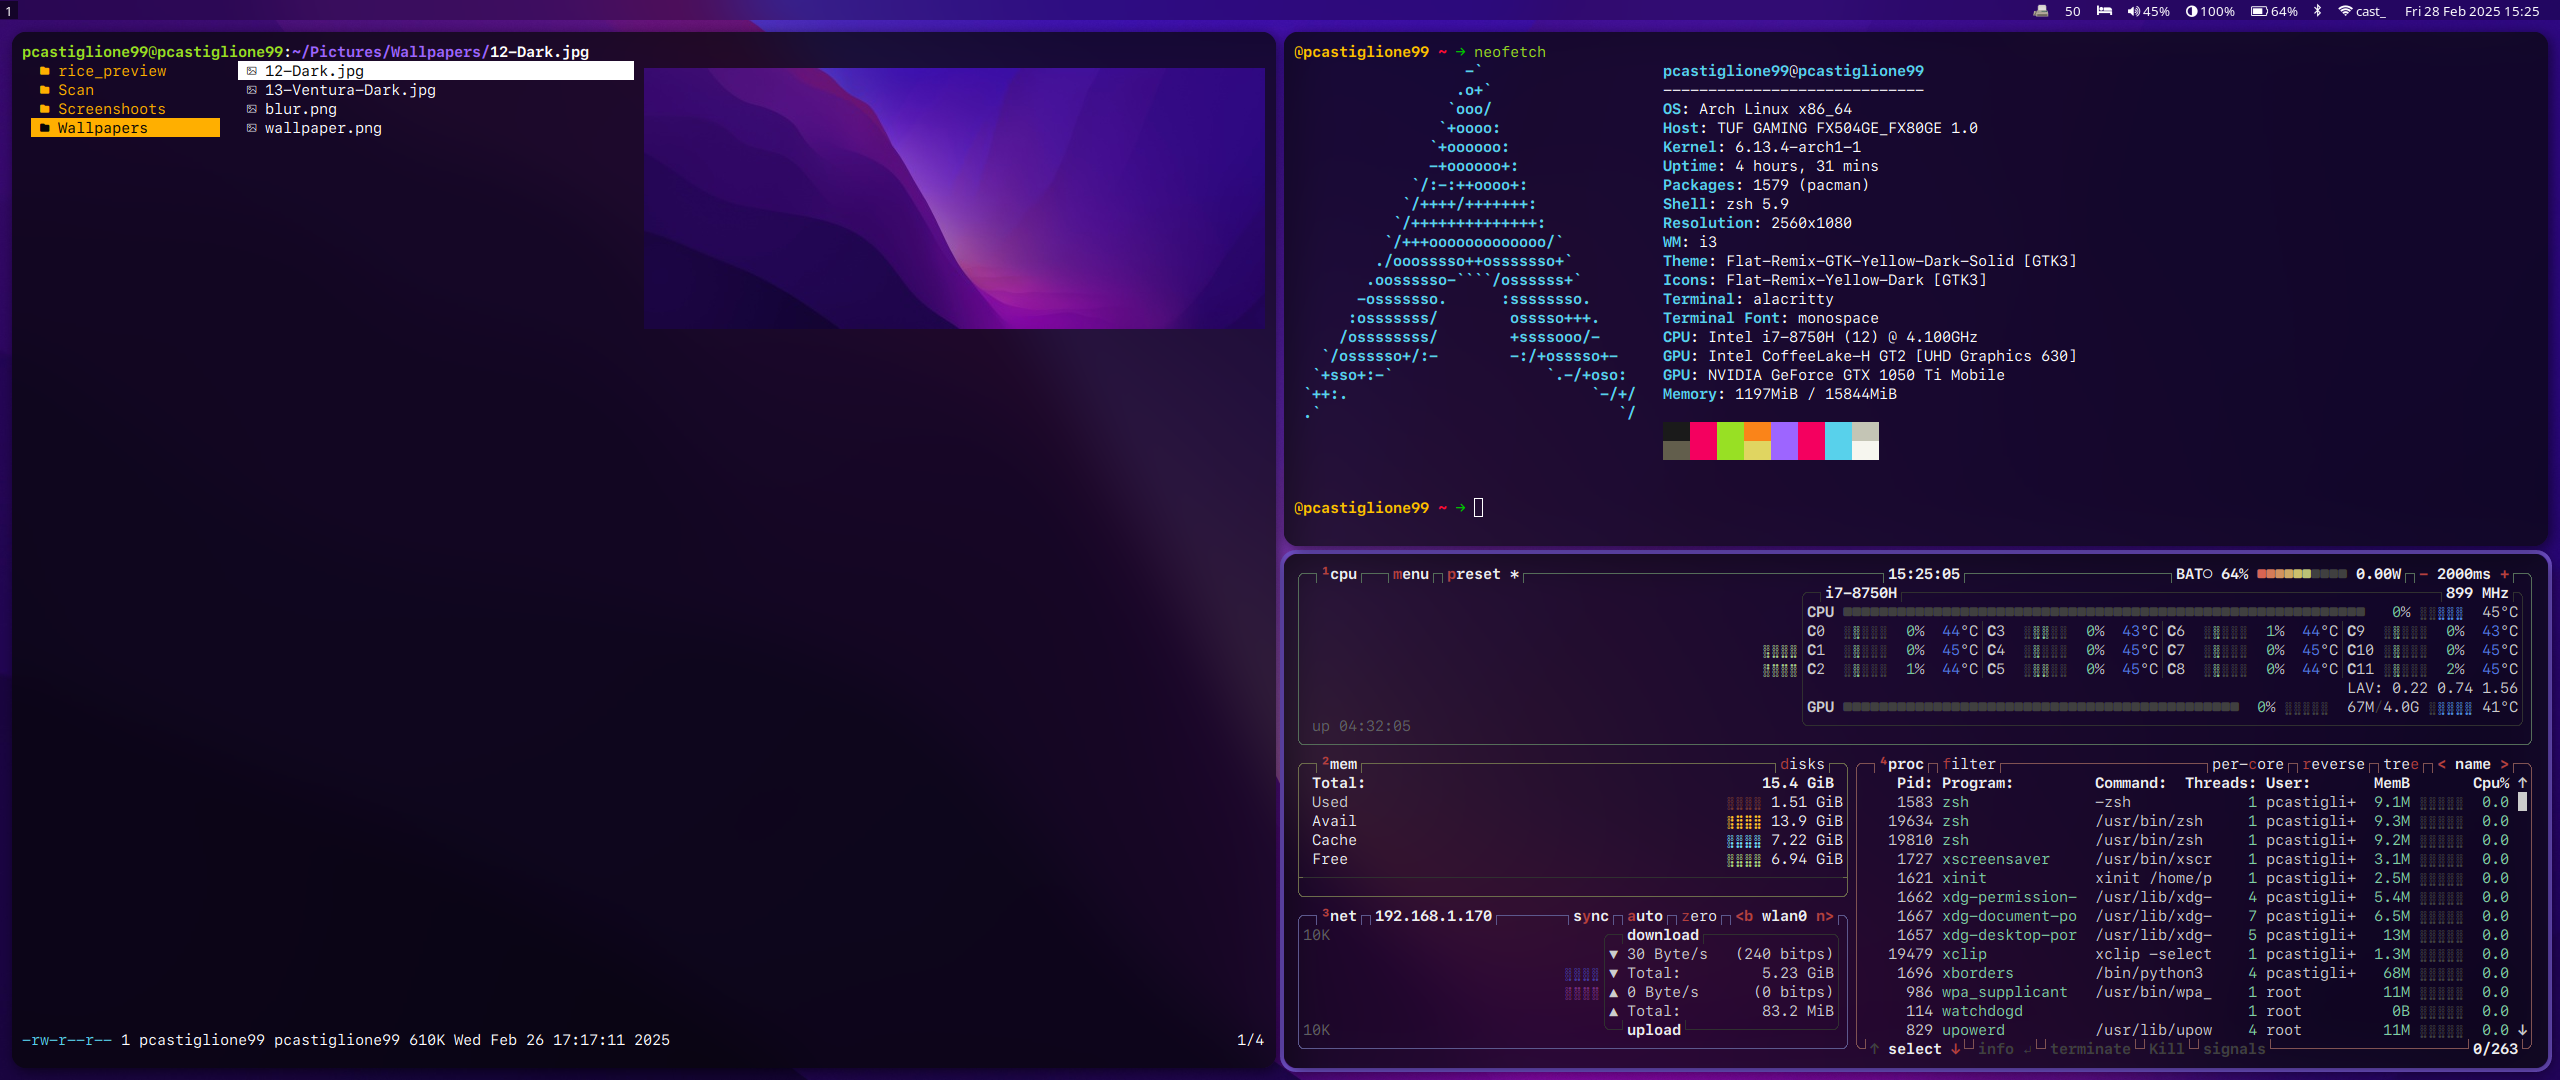 1
50 45% 100% 64% cast_ Fri 28 Feb 2025 15:25
pcastiglione99@pcastiglione99:~/Pictures/Wallpapers/12-Dark.jpg
rice_preview
Scan
Screenshoots
Wallpapers
12-Dark.jpg
13-Ventura-Dark.jpg
blur.png
wallpaper.png
-rw-r--r-- 1 pcastiglione99 pcastiglione99 610K Wed Feb 26 17:17:11 2025 1/4
@pcastiglione99 ~ → neofetch
pcastiglione99@pcastiglione99
-----------------------------
OS: Arch Linux x86_64
Host: TUF GAMING FX504GE_FX80GE 1.0
Kernel: 6.13.4-arch1-1
Uptime: 4 hours, 31 mins
Packages: 1579 (pacman)
Shell: zsh 5.9
Resolution: 2560x1080
WM: i3
Theme: Flat-Remix-GTK-Yellow-Dark-Solid [GTK3]
Icons: Flat-Remix-Yellow-Dark [GTK3]
Terminal: alacritty
Terminal Font: monospace
CPU: Intel i7-8750H (12) @ 4.100GHz
GPU: Intel CoffeeLake-H GT2 [UHD Graphics 630]
GPU: NVIDIA GeForce GTX 1050 Ti Mobile
Memory: 1197MiB / 15844MiB
@pcastiglione99 ~ →
1cpu menu preset * 15:25:05 BAT○ 64% 0.00W - 2000ms +
i7-8750H 899 MHz
CPU 0% 45°C
C0 0% 44°C C3 0% 43°C C6 1% 44°C C9 0% 43°C
C1 0% 45°C C4 0% 45°C C7 0% 45°C C10 0% 45°C
C2 1% 44°C C5 0% 45°C C8 0% 44°C C11 2% 45°C
LAV: 0.22 0.74 1.56
GPU 0% 67M/4.0G 41°C
up 04:32:05
2mem disks
Total: 15.4 GiB
Used 1.51 GiB
Avail 13.9 GiB
Cache 7.22 GiB
Free 6.94 GiB
3net 192.168.1.170 sync auto zero <b wlan0 n>
10K
download
▼ 30 Byte/s (240 bitps)
▼ Total: 5.23 GiB
▲ 0 Byte/s (0 bitps)
▲ Total: 83.2 MiB
10K
upload
4proc filter per-core reverse tree < name >
Pid: Program: Command: Threads: User: MemB Cpu% ↑
1583 zsh -zsh 1 pcastigli+ 9.1M 0.0
19634 zsh /usr/bin/zsh 1 pcastigli+ 9.3M 0.0
19810 zsh /usr/bin/zsh 1 pcastigli+ 9.2M 0.0
1727 xscreensaver /usr/bin/xscr 1 pcastigli+ 3.1M 0.0
1621 xinit xinit /home/p 1 pcastigli+ 2.5M 0.0
1662 xdg-permission- /usr/lib/xdg- 4 pcastigli+ 5.4M 0.0
1667 xdg-document-po /usr/lib/xdg- 7 pcastigli+ 6.5M 0.0
1657 xdg-desktop-por /usr/lib/xdg- 5 pcastigli+ 13M 0.0
19479 xclip xclip -select 1 pcastigli+ 1.3M 0.0
1696 xborders /bin/python3 4 pcastigli+ 68M 0.0
986 wpa_supplicant /usr/bin/wpa_ 1 root 11M 0.0
114 watchdogd 1 root 0B 0.0
829 upowerd /usr/lib/upow 4 root 11M 0.0 ↓
↑ select ↓ info ↲ terminate Kill signals 0/263